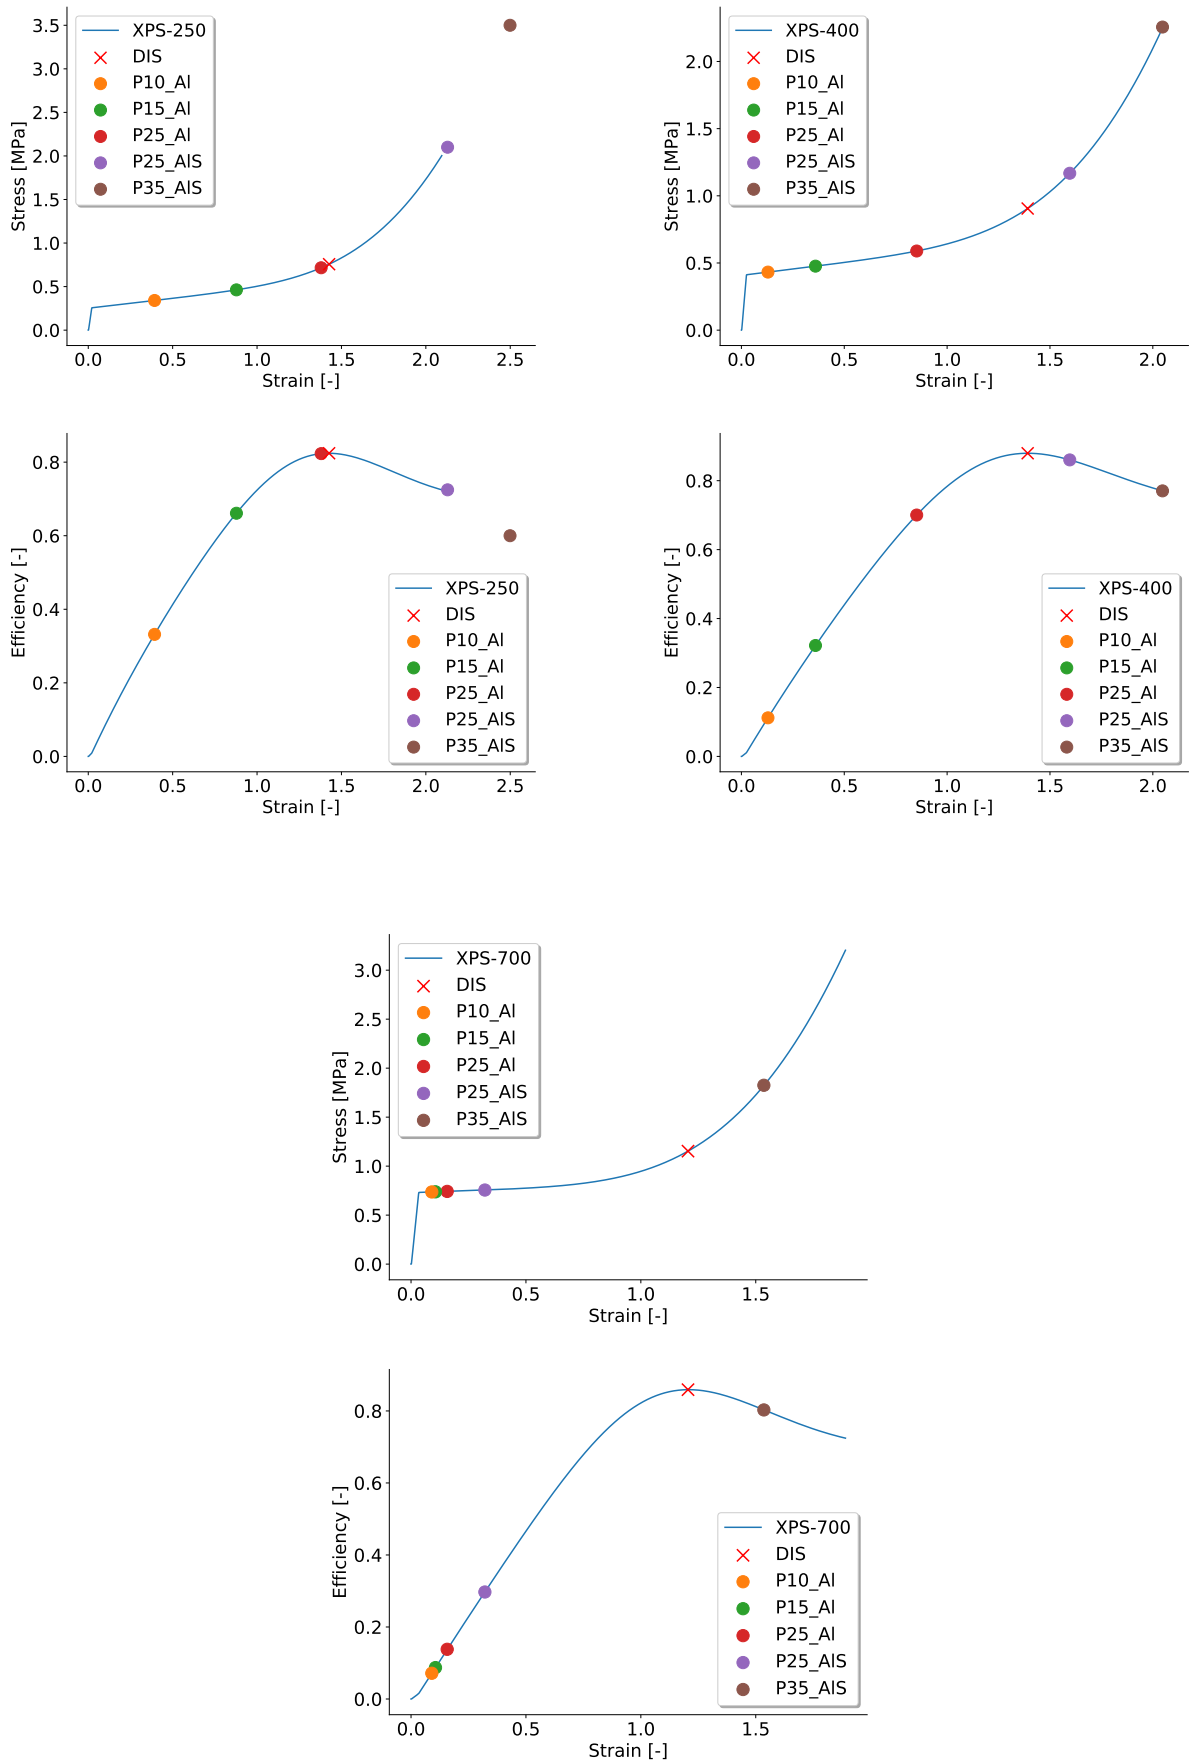 XPS-250
DIS
P10_Al
P15_Al
P25_Al
P25_AlS
P35_AlS
Stress [MPa]
3.5
3.0
2.5
2.0
1.5
1.0
0.5
0.0
0.0 0.5 1.0 1.5 2.0 2.5
Strain [-]
XPS-400
DIS
P10_Al
P15_Al
P25_Al
P25_AlS
P35_AlS
Stress [MPa]
2.0
1.5
1.0
0.5
0.0
0.0 0.5 1.0 1.5 2.0
Strain [-]
Efficiency [-]
0.8
0.6
0.4
0.2
0.0
XPS-250
DIS
P10_Al
P15_Al
P25_Al
P25_AlS
P35_AlS
0.0 0.5 1.0 1.5 2.0 2.5
Strain [-]
Efficiency [-]
0.8
0.6
0.4
0.2
0.0
XPS-400
DIS
P10_Al
P15_Al
P25_Al
P25_AlS
P35_AlS
0.0 0.5 1.0 1.5 2.0
Strain [-]
XPS-700
DIS
P10_Al
P15_Al
P25_Al
P25_AlS
P35_AlS
Stress [MPa]
3.0
2.5
2.0
1.5
1.0
0.5
0.0
0.0 0.5 1.0 1.5
Strain [-]
Efficiency [-]
0.8
0.6
0.4
0.2
0.0
XPS-700
DIS
P10_Al
P15_Al
P25_Al
P25_AlS
P35_AlS
0.0 0.5 1.0 1.5
Strain [-]